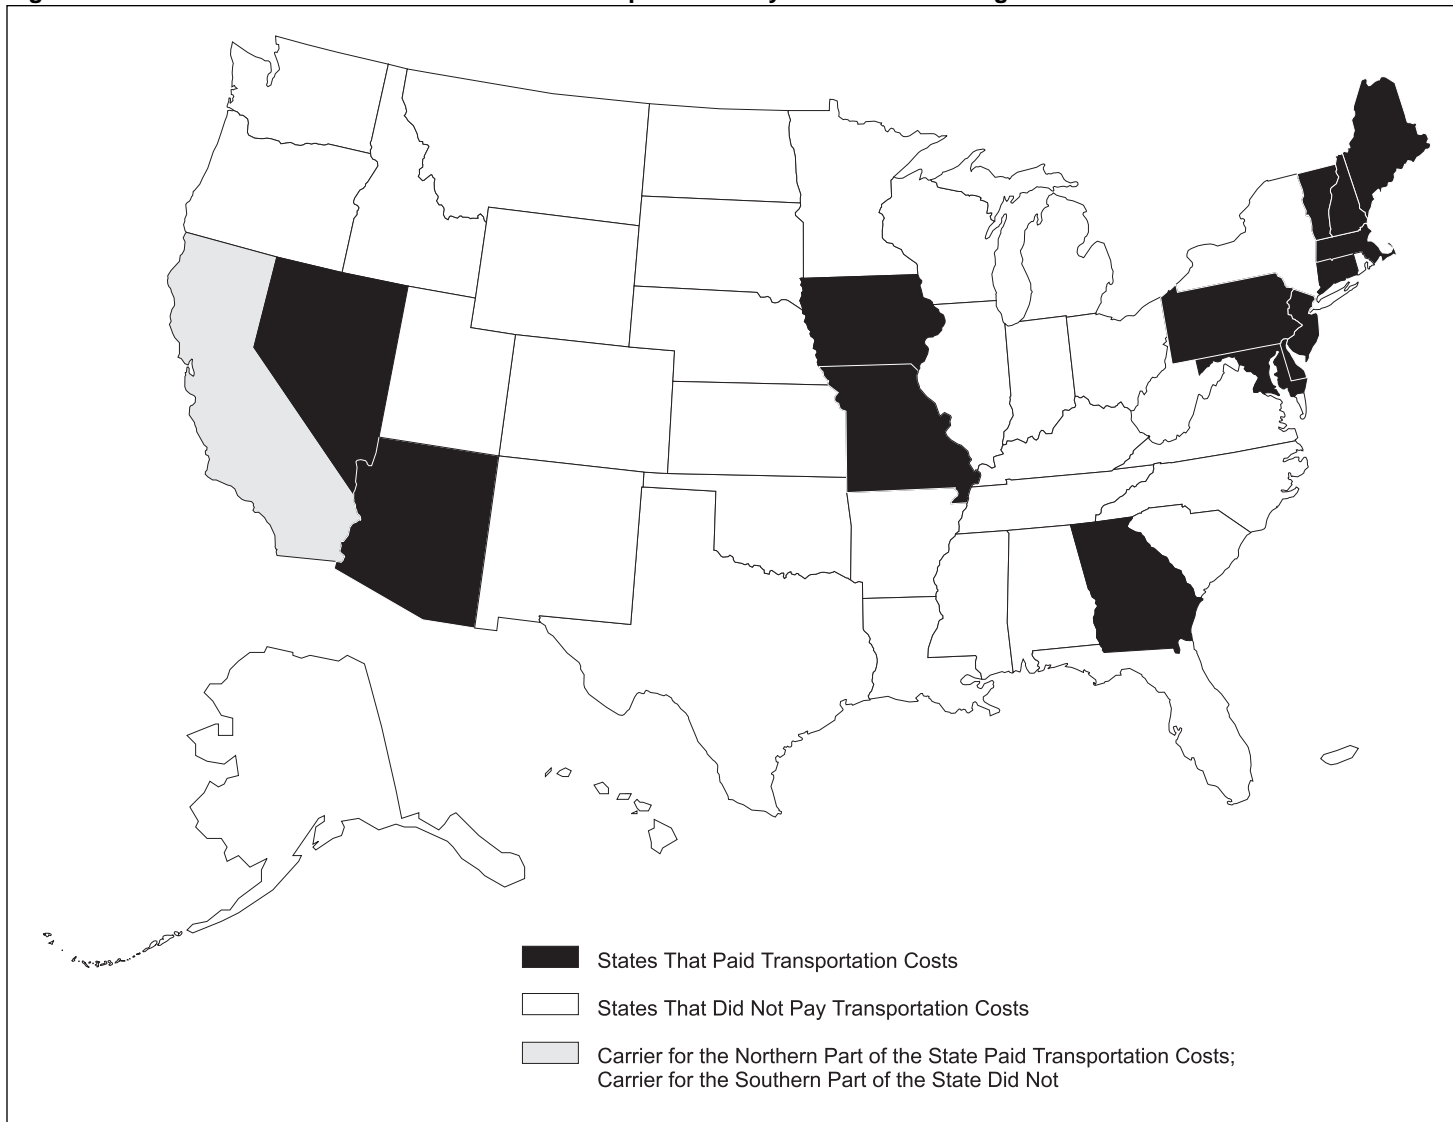 States That Paid Transportation Costs
States That Did Not Pay Transportation Costs
Carrier for the Northern Part of the State Paid Transportation Costs;
Carrier for the Southern Part of the State Did Not